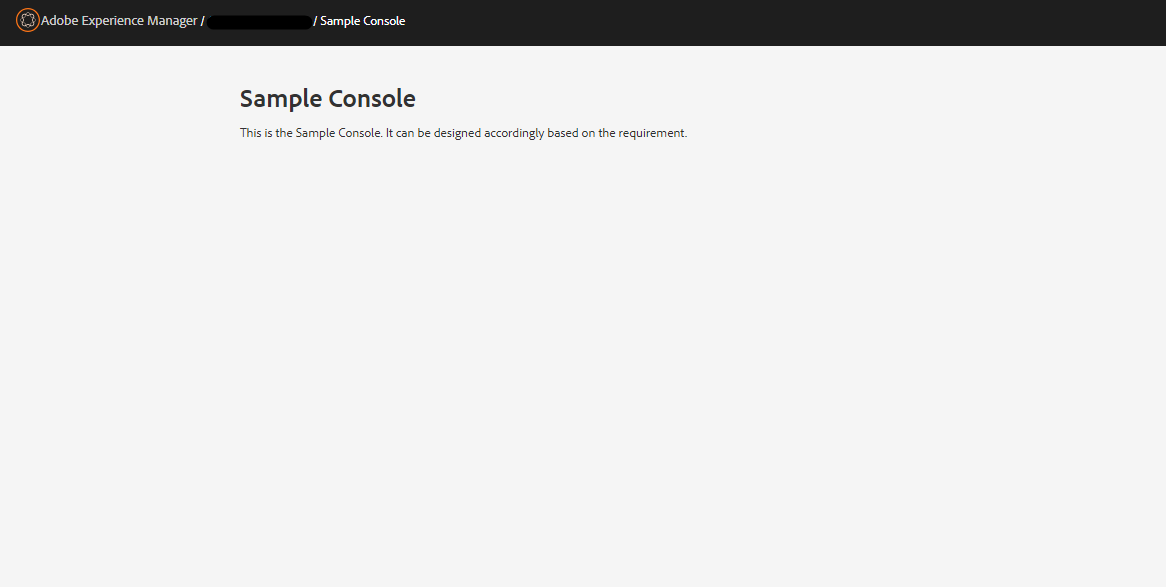 Adobe Experience Manager / / Sample Console
Sample Console
This is the Sample Console. It can be designed accordingly based on the requirement.